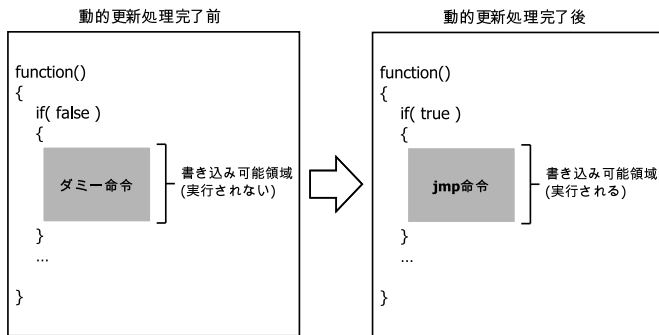 動的更新処理完了前
function()
{
if( false )
{
ダミー命令
書き込み可能領域
(実行されない)
}
...
}
動的更新処理完了後
function()
{
if( true )
{
jmp命令
書き込み可能領域
(実行される)
}
...
}